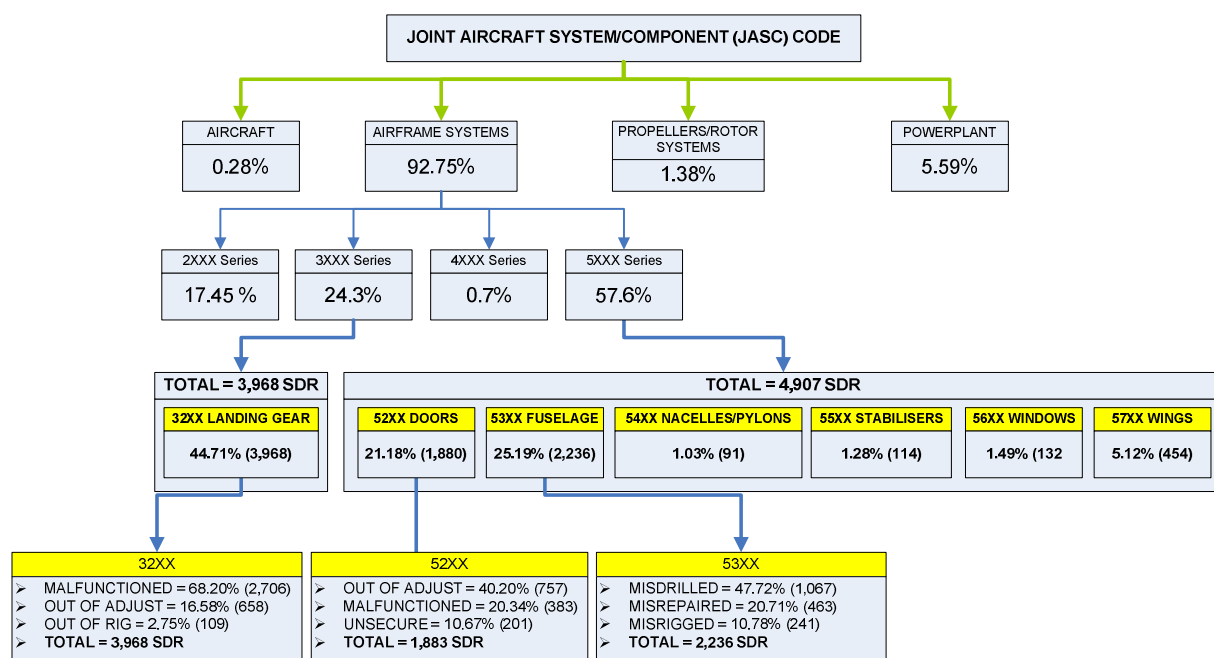 JOINT AIRCRAFT SYSTEM/COMPONENT (JASC) CODE
AIRCRAFT
0.28%
AIRFRAME SYSTEMS
92.75%
PROPELLERS/ROTOR
SYSTEMS
1.38%
POWERPLANT
5.59%
2XXX Series
17.45 %
3XXX Series
24.3%
4XXX Series
0.7%
5XXX Series
57.6%
TOTAL = 3,968 SDR
32XX LANDING GEAR
44.71% (3,968)
TOTAL = 4,907 SDR
52XX DOORS
21.18% (1,880)
53XX FUSELAGE
25.19% (2,236)
54XX NACELLES/PYLONS
1.03% (91)
55XX STABILISERS
1.28% (114)
56XX WINDOWS
1.49% (132
57XX WINGS
5.12% (454)
32XX
➢ MALFUNCTIONED = 68.20% (2,706)
➢ OUT OF ADJUST = 16.58% (658)
➢ OUT OF RIG = 2.75% (109)
➢ TOTAL = 3,968 SDR
52XX
➢ OUT OF ADJUST = 40.20% (757)
➢ MALFUNCTIONED = 20.34% (383)
➢ UNSECURE = 10.67% (201)
➢ TOTAL = 1,883 SDR
53XX
➢ MISDRILLED = 47.72% (1,067)
➢ MISREPAIRED = 20.71% (463)
➢ MISRIGGED = 10.78% (241)
➢ TOTAL = 2,236 SDR